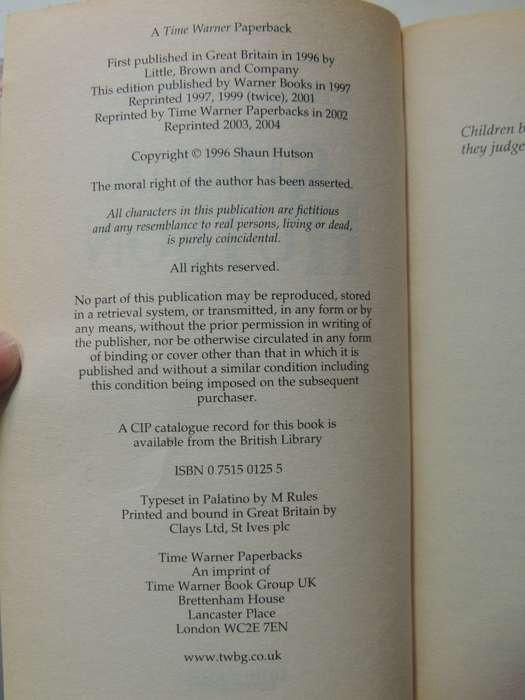 A Time Warner Paperback
First published in Great Britain in 1996 by
Little, Brown and Company
This edition published by Warner Books in 1997
Reprinted 1997, 1999 (twice), 2001
Reprinted by Time Warner Paperbacks in 2002
Reprinted 2003, 2004
Copyright © 1996 Shaun Hutson
The moral right of the author has been asserted.
All characters in this publication are fictitious
and any resemblance to real persons, living or dead,
is purely coincidental.
All rights reserved.
No part of this publication may be reproduced, stored
in a retrieval system, or transmitted, in any form or by
any means, without the prior permission in writing of
the publisher, nor be otherwise circulated in any form
of binding or cover other than that in which it is
published and without a similar condition including
this condition being imposed on the subsequent
purchaser.
A CIP catalogue record for this book is
available from the British Library
ISBN 0 7515 0125 5
Typeset in Palatino by M Rules
Printed and bound in Great Britain by
Clays Ltd, St Ives plc
Time Warner Paperbacks
An imprint of
Time Warner Book Group UK
Brettenham House
Lancaster Place
London WC2E 7EN
www.twbg.co.uk
Children b
they judge